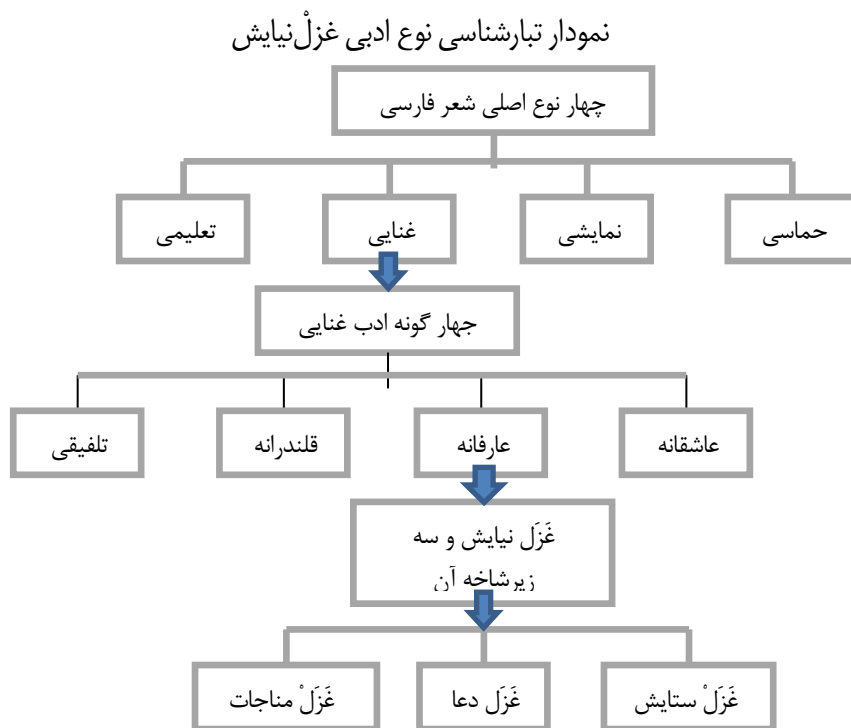 نمودار تبارشناسی نوع ادبی غزلْ‌نیایش
چهار نوع اصلی شعر فارسی
حماسی
نمایشی
غنایی
تعلیمی
جهار گونه ادب غنایی
عاشقانه
عارفانه
قلندرانه
تلفیقی
غَزَل نیایش و سه
زیرشاخه آن
غَزَلْ ستایش
غَزَل دعا
غَزَلْ مناجات